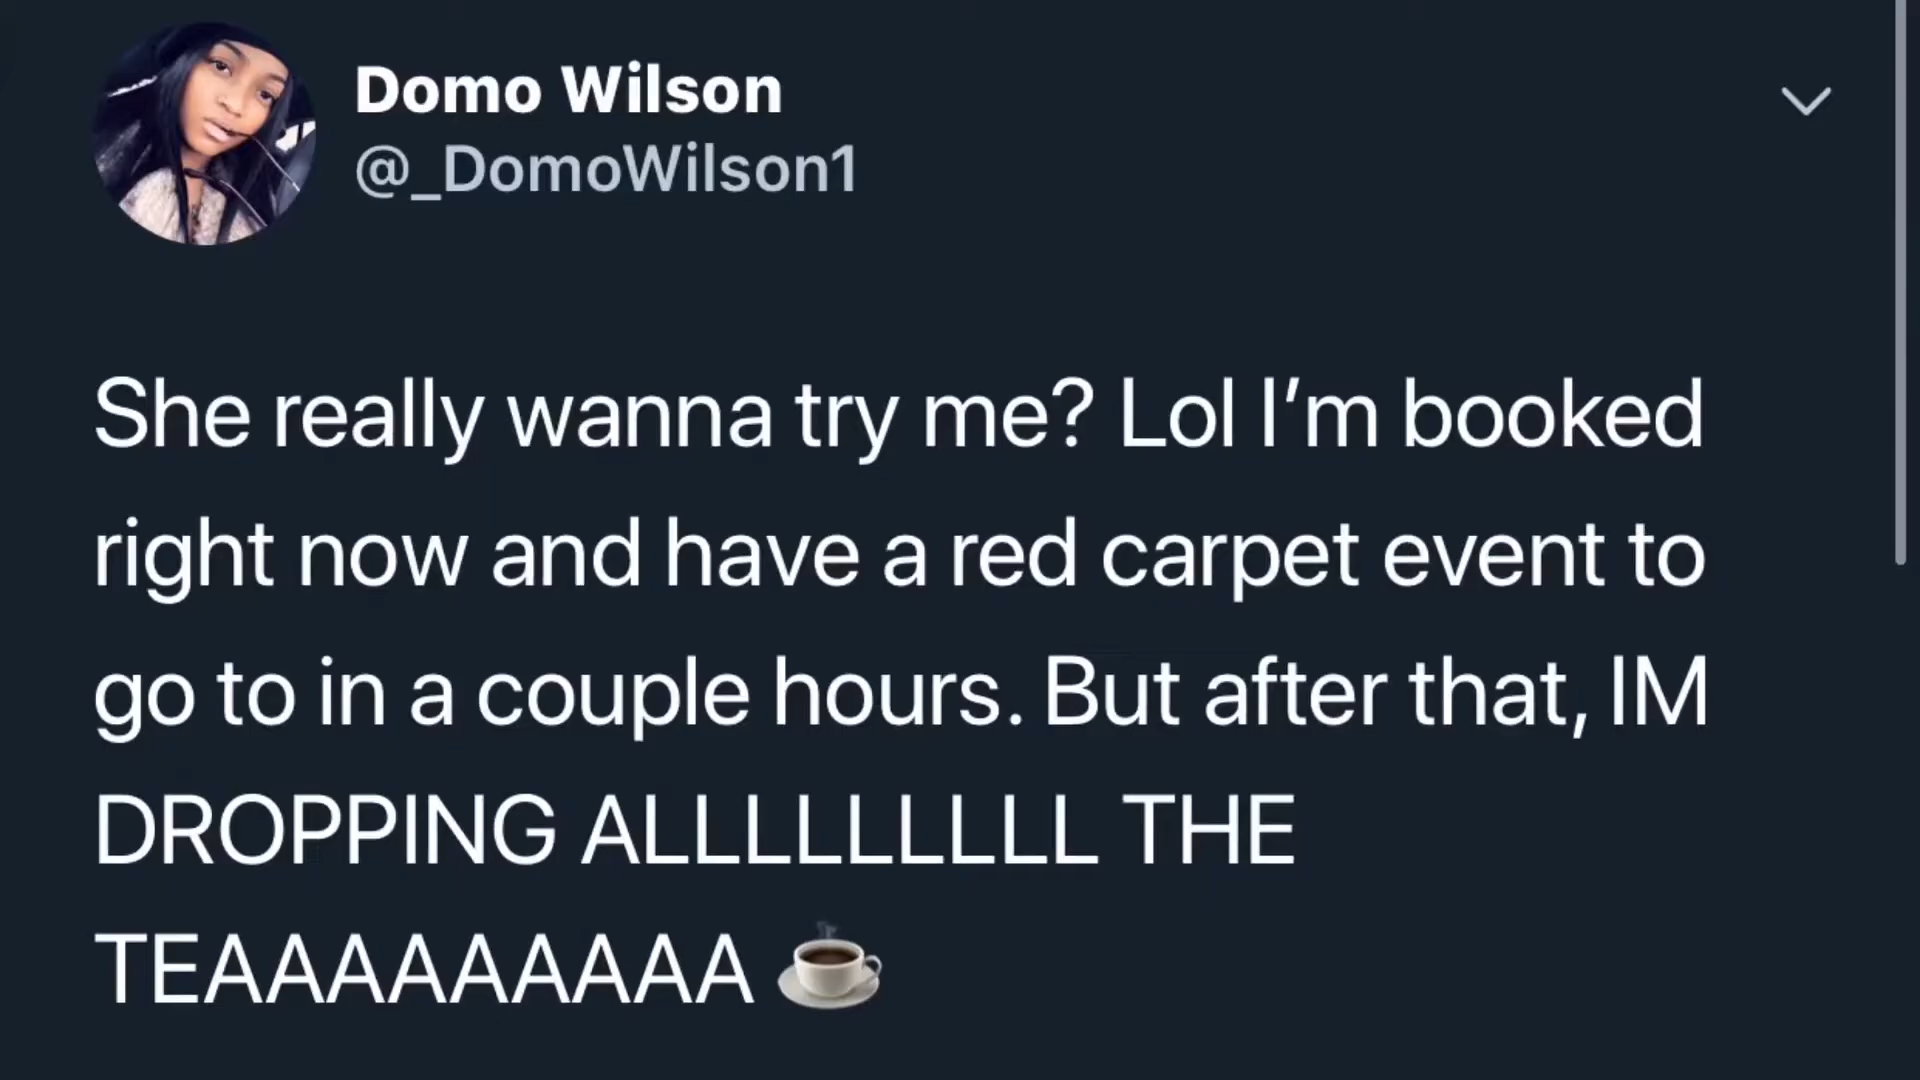 Domo Wilson
@_DomoWilson1
She really wanna try me? Lol I’m booked
right now and have a red carpet event to
go to in a couple hours. But after that, IM
DROPPING ALLLLLLLLL THE
TEAAAAAAAAA ☕